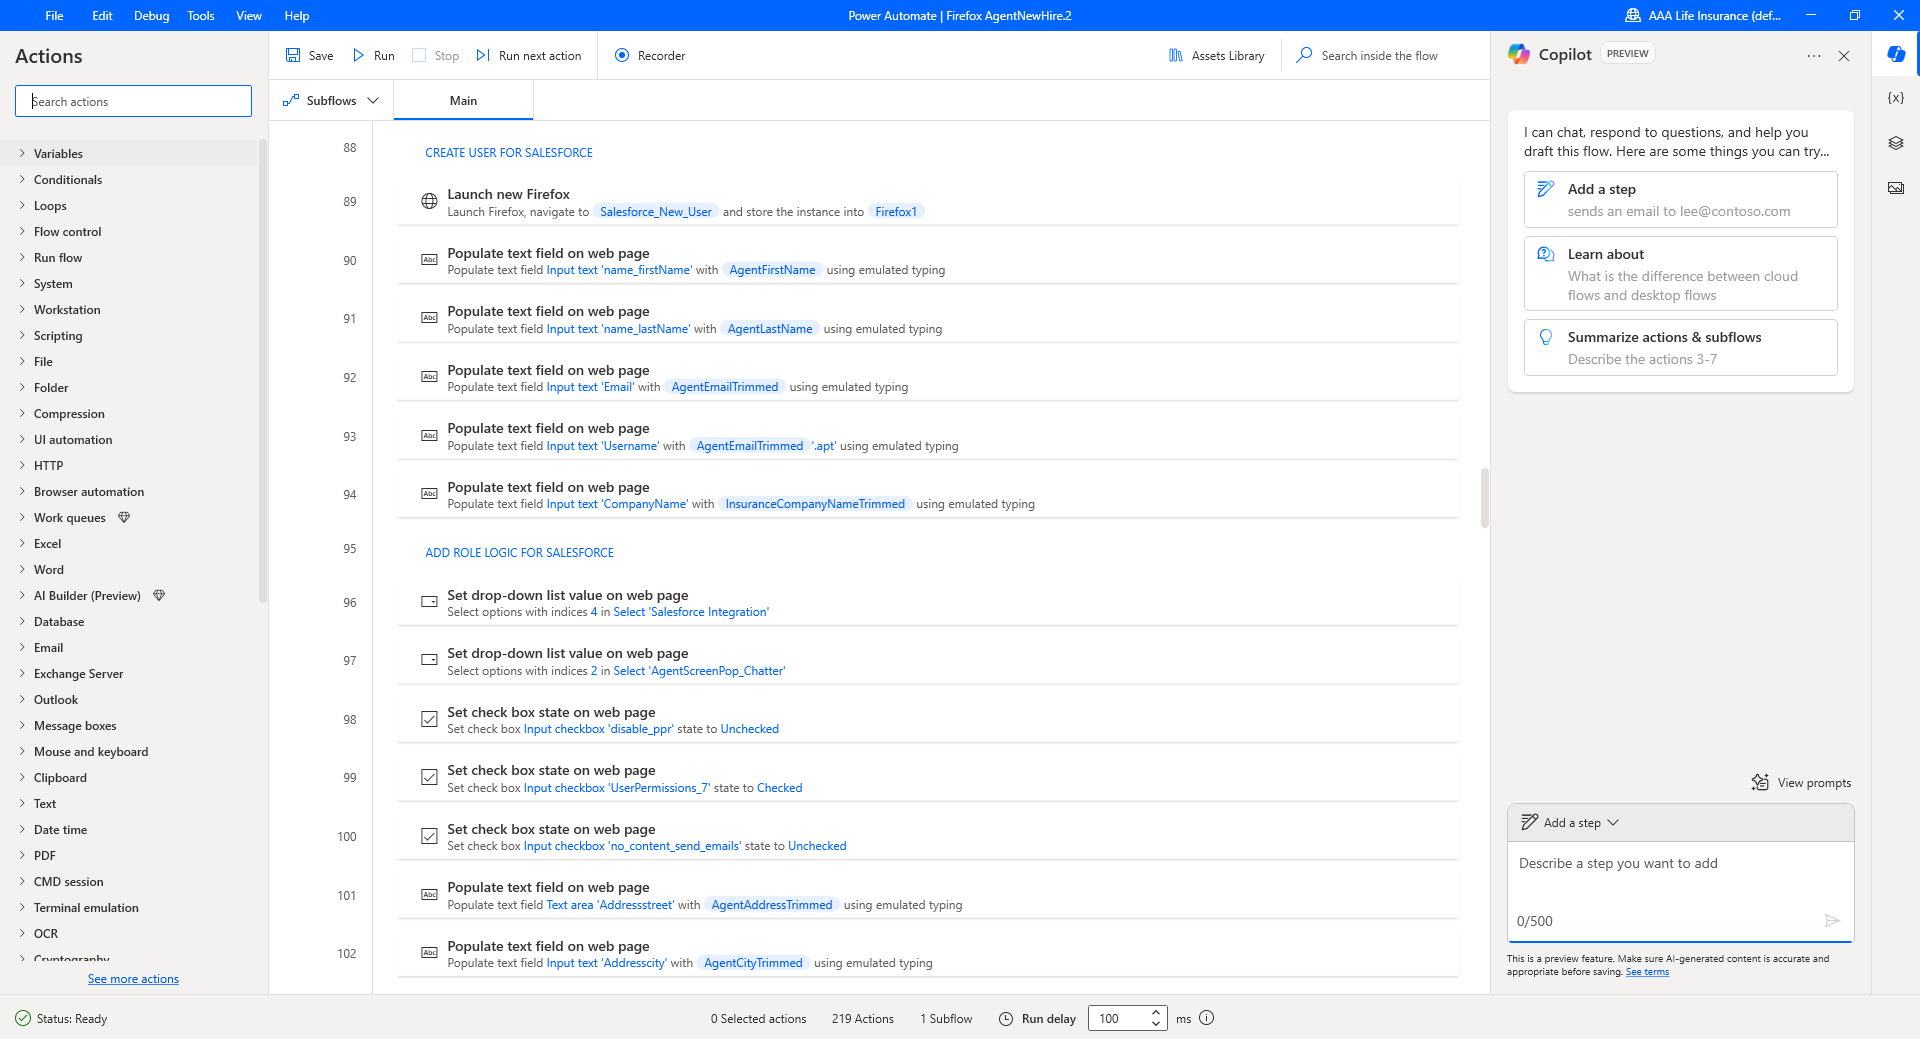 File Edit Debug Tools View Help
Power Automate | Firefox AgentNewHire.2
AAA Life Insurance (def...
Actions
Search actions
Variables
Conditionals
Loops
Flow control
Run flow
System
Workstation
Scripting
File
Folder
Compression
UI automation
HTTP
Browser automation
Work queues
Excel
Word
AI Builder (Preview)
Database
Email
Exchange Server
Outlook
Message boxes
Mouse and keyboard
Clipboard
Text
Date time
PDF
CMD session
Terminal emulation
OCR
Cryptography
See more actions
Save Run Stop Run next action Recorder
Assets Library Search inside the flow
Subflows Main
88 CREATE USER FOR SALESFORCE
89 Launch new Firefox
Launch Firefox, navigate to Salesforce_New_User and store the instance into Firefox1
90 Populate text field on web page
Populate text field Input text 'name_firstName' with AgentFirstName using emulated typing
91 Populate text field on web page
Populate text field Input text 'name_lastName' with AgentLastName using emulated typing
92 Populate text field on web page
Populate text field Input text 'Email' with AgentEmailTrimmed using emulated typing
93 Populate text field on web page
Populate text field Input text 'Username' with AgentEmailTrimmed '.apt' using emulated typing
94 Populate text field on web page
Populate text field Input text 'CompanyName' with InsuranceCompanyNameTrimmed using emulated typing
95 ADD ROLE LOGIC FOR SALESFORCE
96 Set drop-down list value on web page
Select options with indices 4 in Select 'Salesforce Integration'
97 Set drop-down list value on web page
Select options with indices 2 in Select 'AgentScreenPop_Chatter'
98 Set check box state on web page
Set check box Input checkbox 'disable_ppr' state to Unchecked
99 Set check box state on web page
Set check box Input checkbox 'UserPermissions_7' state to Checked
100 Set check box state on web page
Set check box Input checkbox 'no_content_send_emails' state to Unchecked
101 Populate text field on web page
Populate text field Text area 'Addressstreet' with AgentAddressTrimmed using emulated typing
102 Populate text field on web page
Populate text field Input text 'Addresscity' with AgentCityTrimmed using emulated typing
Copilot PREVIEW
{x}
I can chat, respond to questions, and help you
draft this flow. Here are some things you can try...
Add a step
sends an email to lee@contoso.com
Learn about
What is the difference between cloud
flows and desktop flows
Summarize actions & subflows
Describe the actions 3-7
View prompts
Add a step
Describe a step you want to add
0/500
This is a preview feature. Make sure AI-generated content is accurate and
appropriate before saving. See terms
Status: Ready
0 Selected actions 219 Actions 1 Subflow Run delay 100 ms